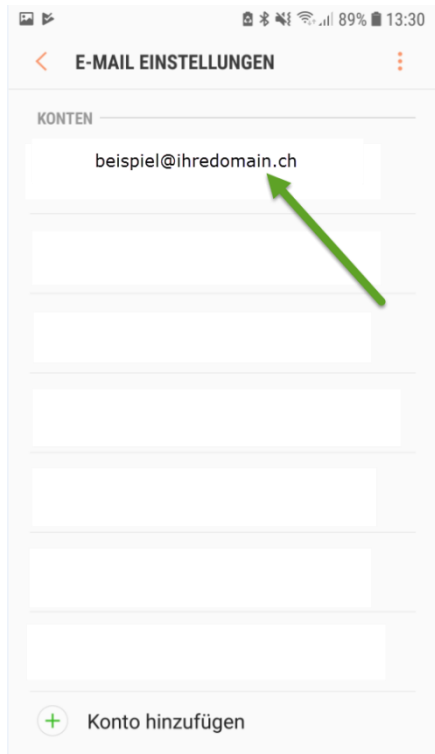 89% 13:30
E-MAIL EINSTELLUNGEN
KONTEN
beispiel@ihredomain.ch
Konto hinzufügen